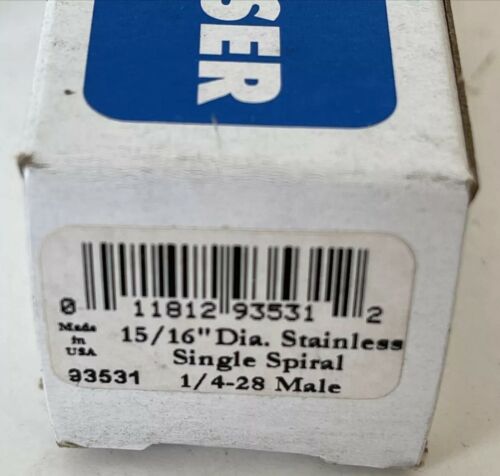 SER
0 11812 93531 2
Made
in
USA
15/16" Dia. Stainless
Single Spiral
93531
1/4-28 Male